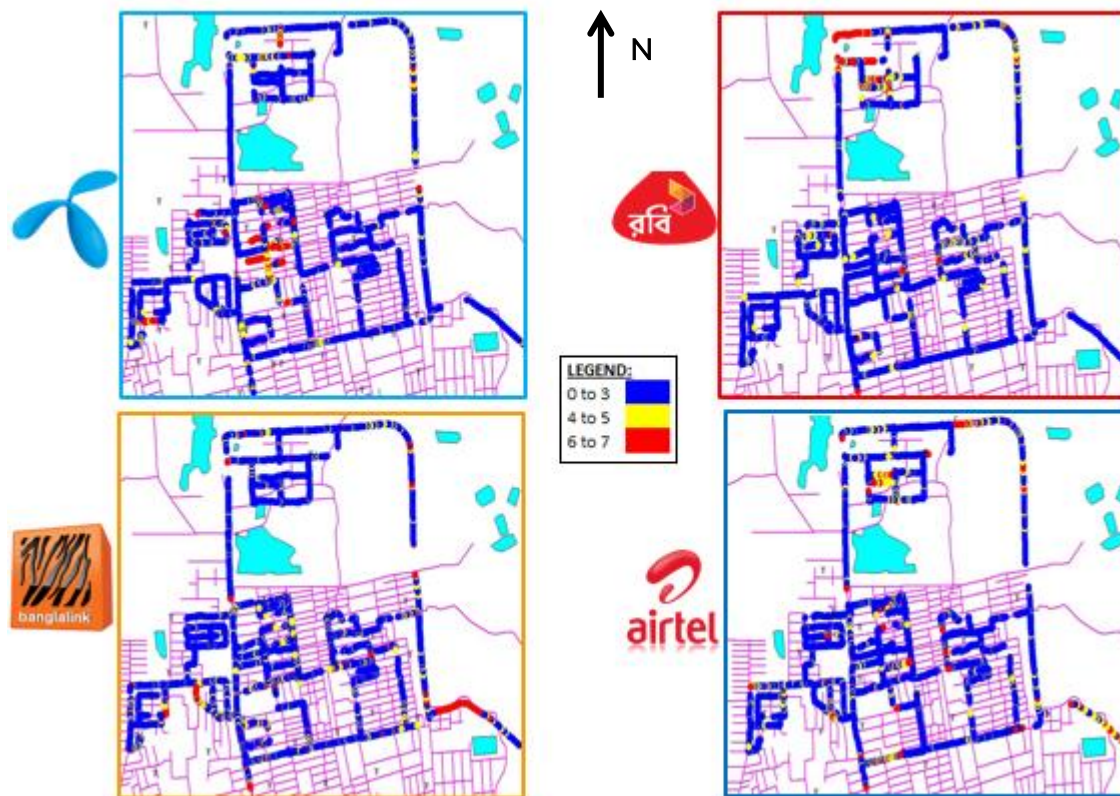 N
রবি
LEGEND:
0 to 3
4 to 5
6 to 7
banglalink
airtel